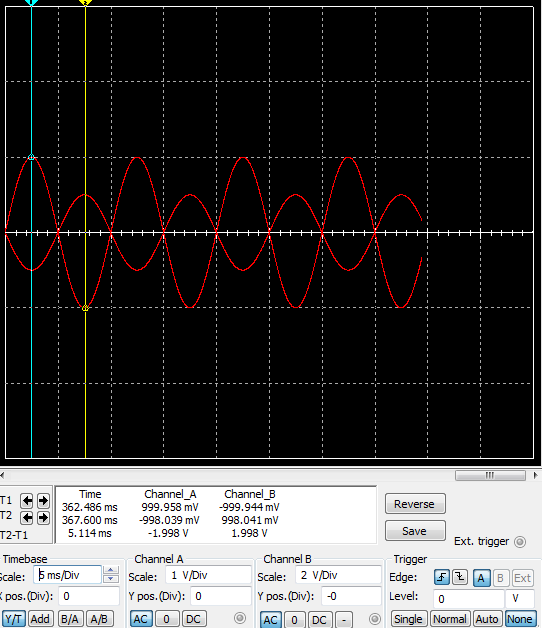 Time Channel_A Channel_B
T1 362.486 ms 999.958 mV -999.944 mV
T2 367.600 ms -998.039 mV 998.041 mV
T2-T1 5.114 ms -1.998 V 1.998 V
Reverse
Save
Ext. trigger
Timebase
Scale: 5 ms/Div
X pos.(Div): 0
Y/T Add B/A A/B
Channel A
Scale: 1 V/Div
Y pos.(Div): 0
AC 0 DC
Channel B
Scale: 2 V/Div
Y pos.(Div): -0
AC 0 DC -
Trigger
Edge: A B Ext
Level: 0 V
Single Normal Auto None